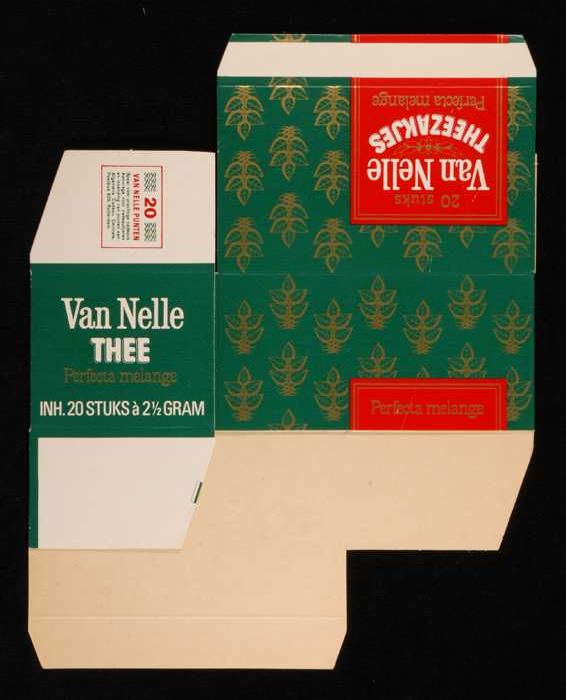 Perfecta melange
THEEZAKJES
Van Nelle
20 stuks
20
VAN NELLE PUNTEN
Van Nelle
THEE
Perfecta melange
INH. 20 STUKS à 2½ GRAM
Perfecta melange